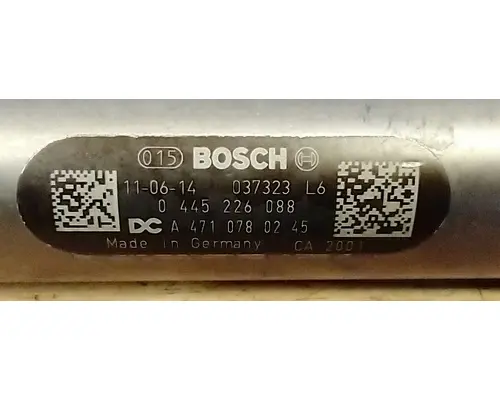 015 BOSCH
11-06-14 037323 L6
0 445 226 088
DC A 471 078 02 45
Made in Germany CA 2001